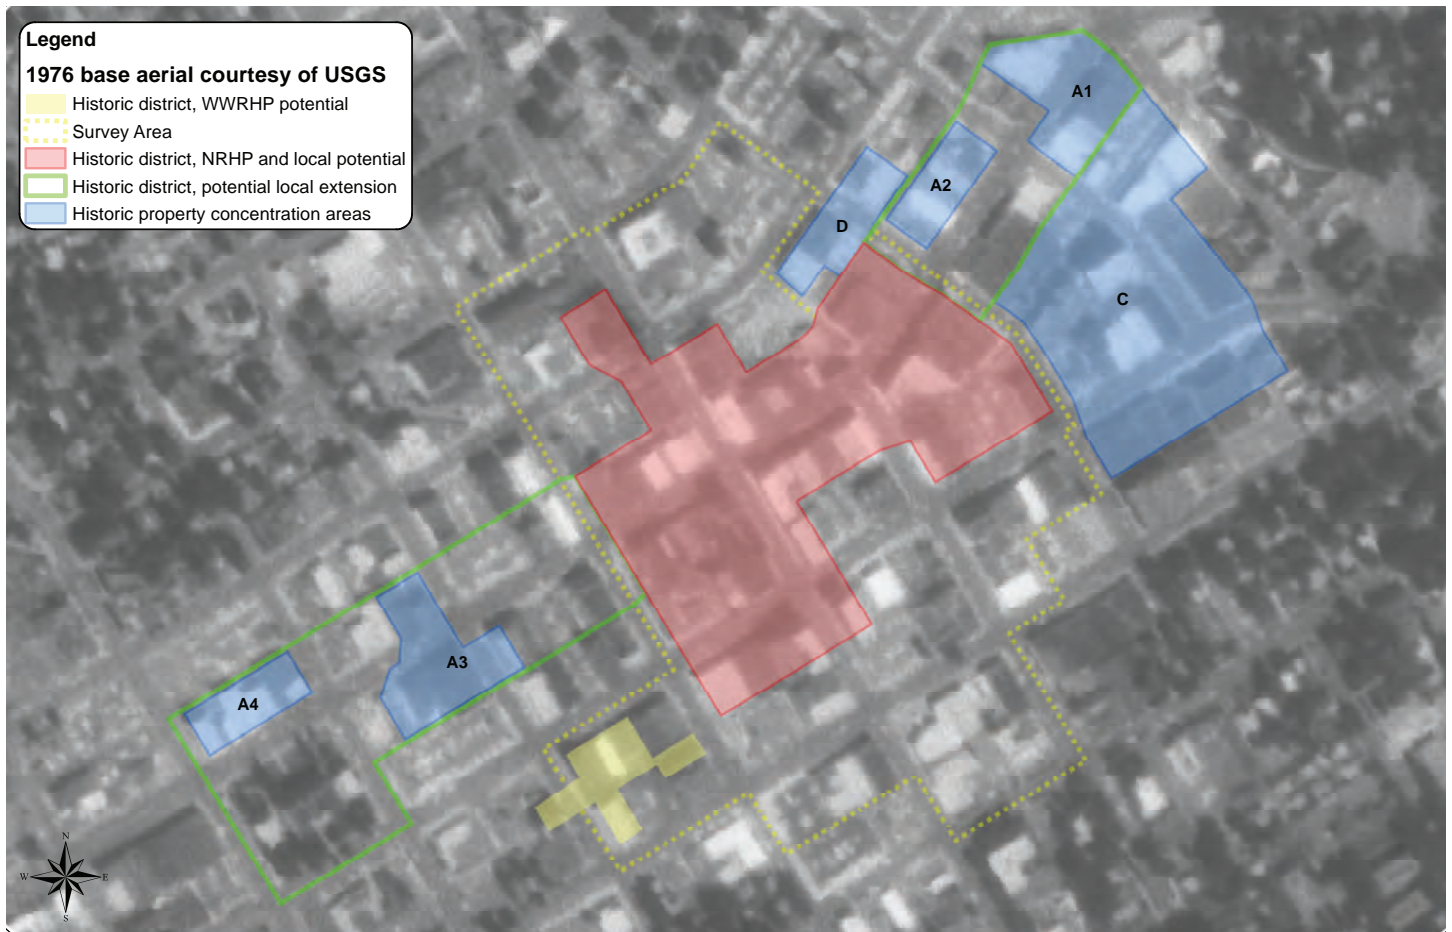 Legend
1976 base aerial courtesy of USGS
Historic district, WWRHP potential
Survey Area
Historic district, NRHP and local potential
Historic district, potential local extension
Historic property concentration areas
A1
A2
D
C
A3
A4
N
W E
S